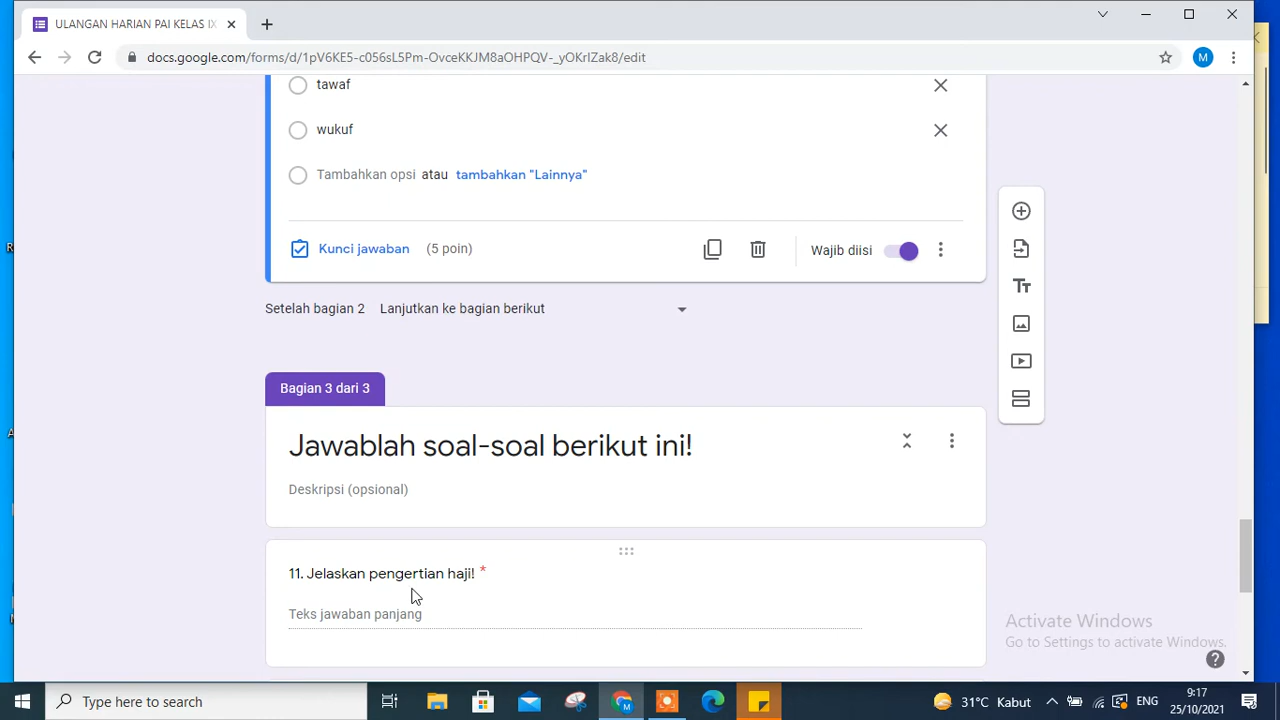 ULANGAN HARIAN PAI KELAS IX
docs.google.com/forms/d/1pV6KE5-c056sL5Pm-OvceKKJM8aOHPQV-_yOKrIZak8/edit
M
tawaf
wukuf
Tambahkan opsi atau tambahkan "Lainnya"
Kunci jawaban (5 poin)
Wajib diisi
Setelah bagian 2 Lanjutkan ke bagian berikut
Bagian 3 dari 3
Jawablah soal-soal berikut ini!
Deskripsi (opsional)
11. Jelaskan pengertian haji! *
Teks jawaban panjang
Activate Windows
Go to Settings to activate Windows.
Type here to search
31°C Kabut
ENG
9:17
25/10/2021